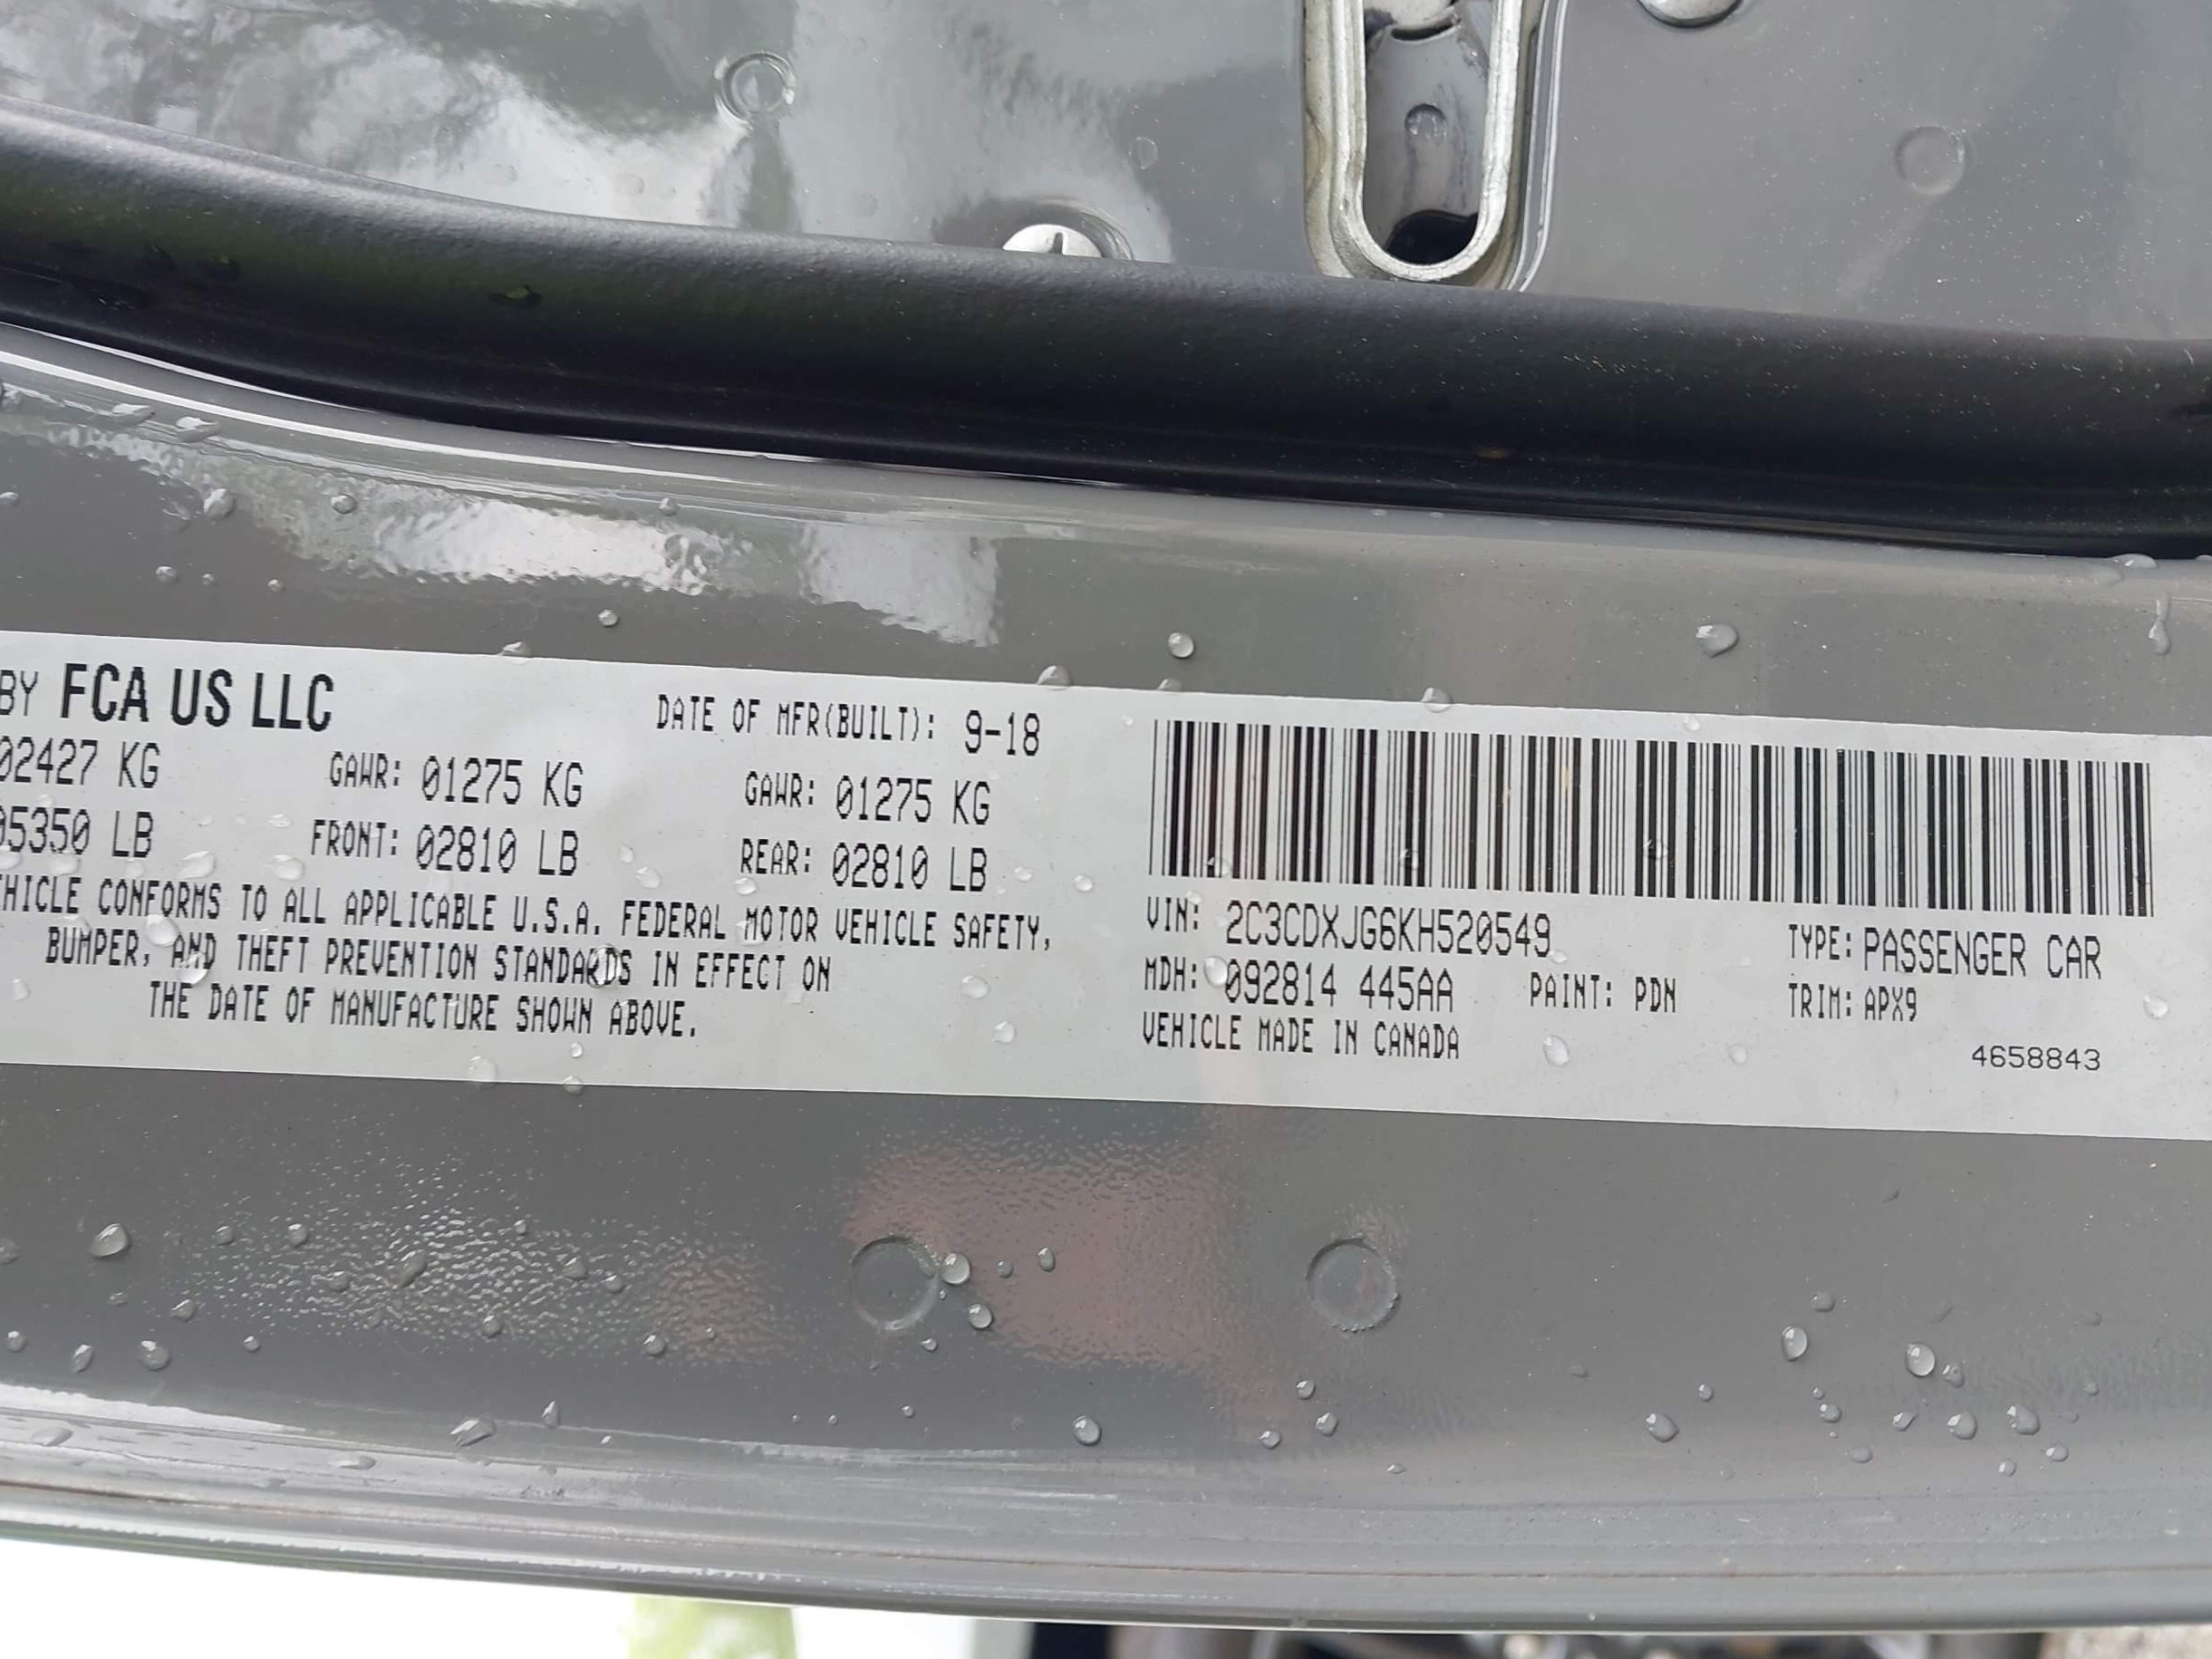 BY FCA US LLC
DATE OF MFR(BUILT): 9-18
02427 KG GAWR: 01275 KG GAWR: 01275 KG
05350 LB FRONT: 02810 LB REAR: 02810 LB
EHICLE CONFORMS TO ALL APPLICABLE U.S.A. FEDERAL MOTOR VEHICLE SAFETY,
BUMPER, AND THEFT PREVENTION STANDARDS IN EFFECT ON
THE DATE OF MANUFACTURE SHOWN ABOVE.
VIN: 2C3CDXJG6KH520549 TYPE: PASSENGER CAR
MDH: 092814 445AA PAINT: PDN TRIM: APX9
VEHICLE MADE IN CANADA
4658843